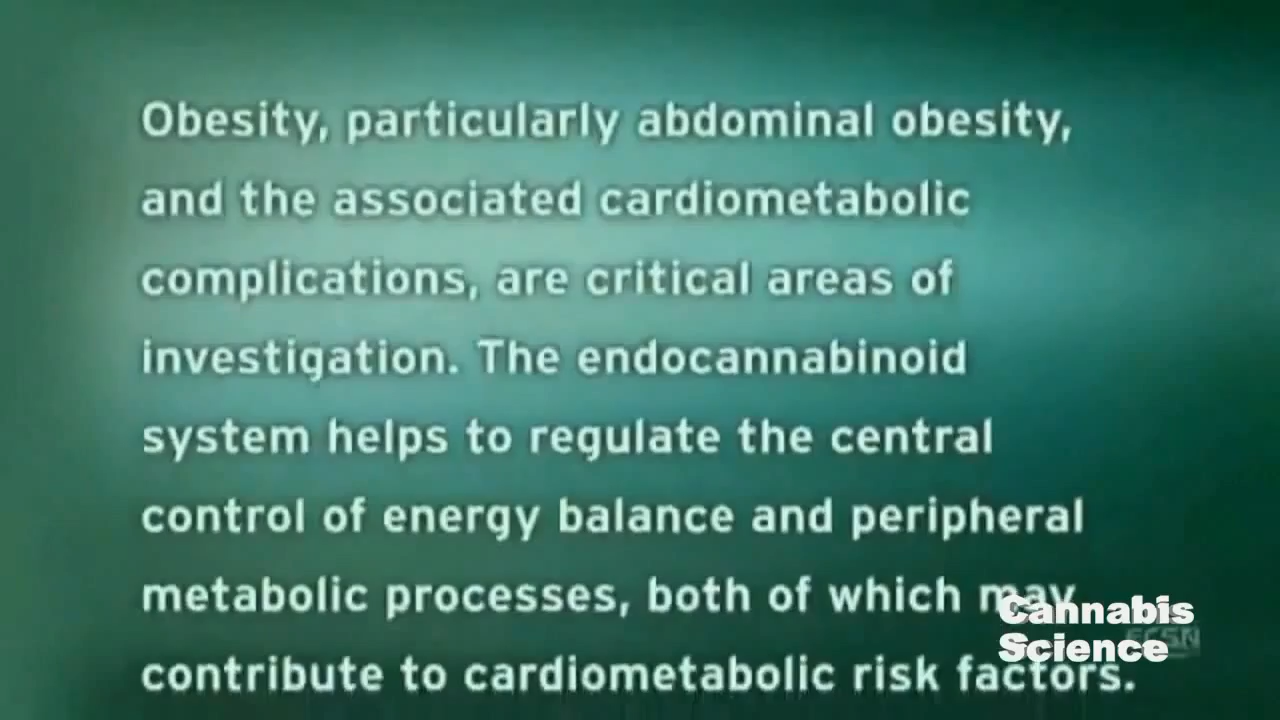 Obesity, particularly abdominal obesity,
and the associated cardiometabolic
complications, are critical areas of
investigation. The endocannabinoid
system helps to regulate the central
control of energy balance and peripheral
metabolic processes, both of which may
contribute to cardiometabolic risk factors.
Cannabis
Science
ECSN